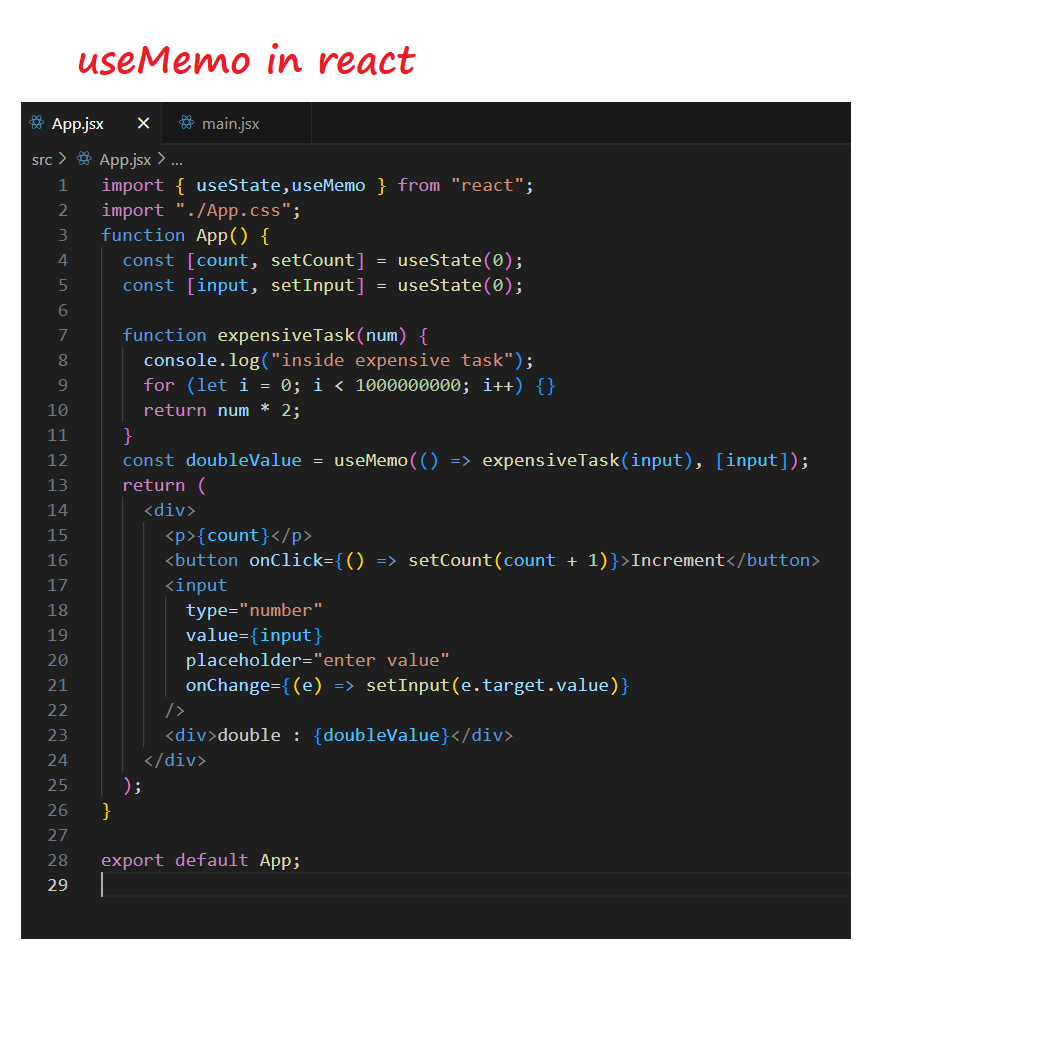 useMemo in react
App.jsx × main.jsx
src > App.jsx > ...
1 import { useState,useMemo } from "react";
2 import "./App.css";
3 function App() {
4   const [count, setCount] = useState(0);
5   const [input, setInput] = useState(0);
6
7   function expensiveTask(num) {
8     console.log("inside expensive task");
9     for (let i = 0; i < 1000000000; i++) {}
10     return num * 2;
11   }
12   const doubleValue = useMemo(() => expensiveTask(input), [input]);
13   return (
14     <div>
15       <p>{count}</p>
16       <button onClick={() => setCount(count + 1)}>Increment</button>
17       <input
18         type="number"
19         value={input}
20         placeholder="enter value"
21         onChange={(e) => setInput(e.target.value)}
22       />
23       <div>double : {doubleValue}</div>
24     </div>
25   );
26 }
27
28 export default App;
29